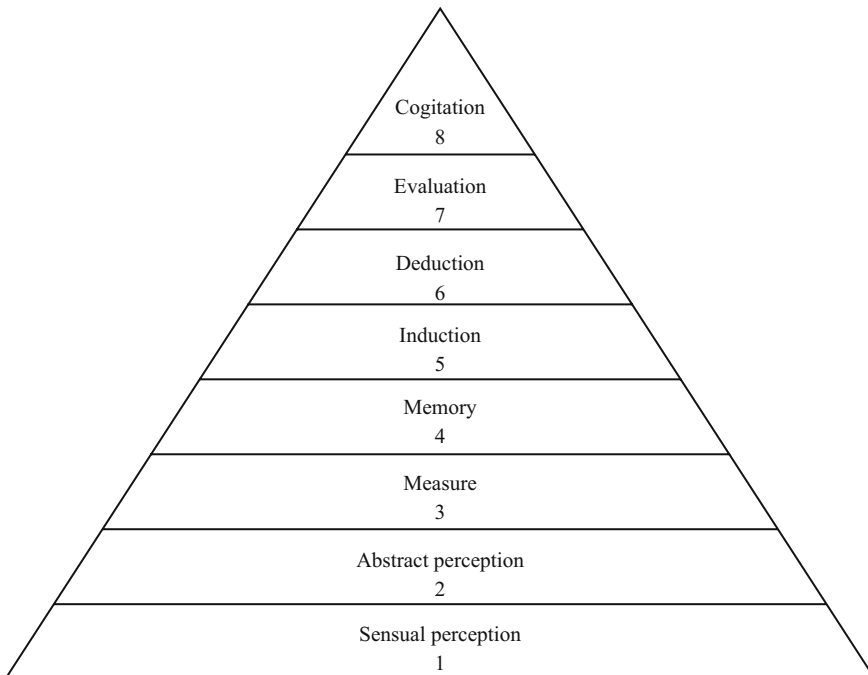 Cogitation
8
Evaluation
7
Deduction
6
Induction
5
Memory
4
Measure
3
Abstract perception
2
Sensual perception
1